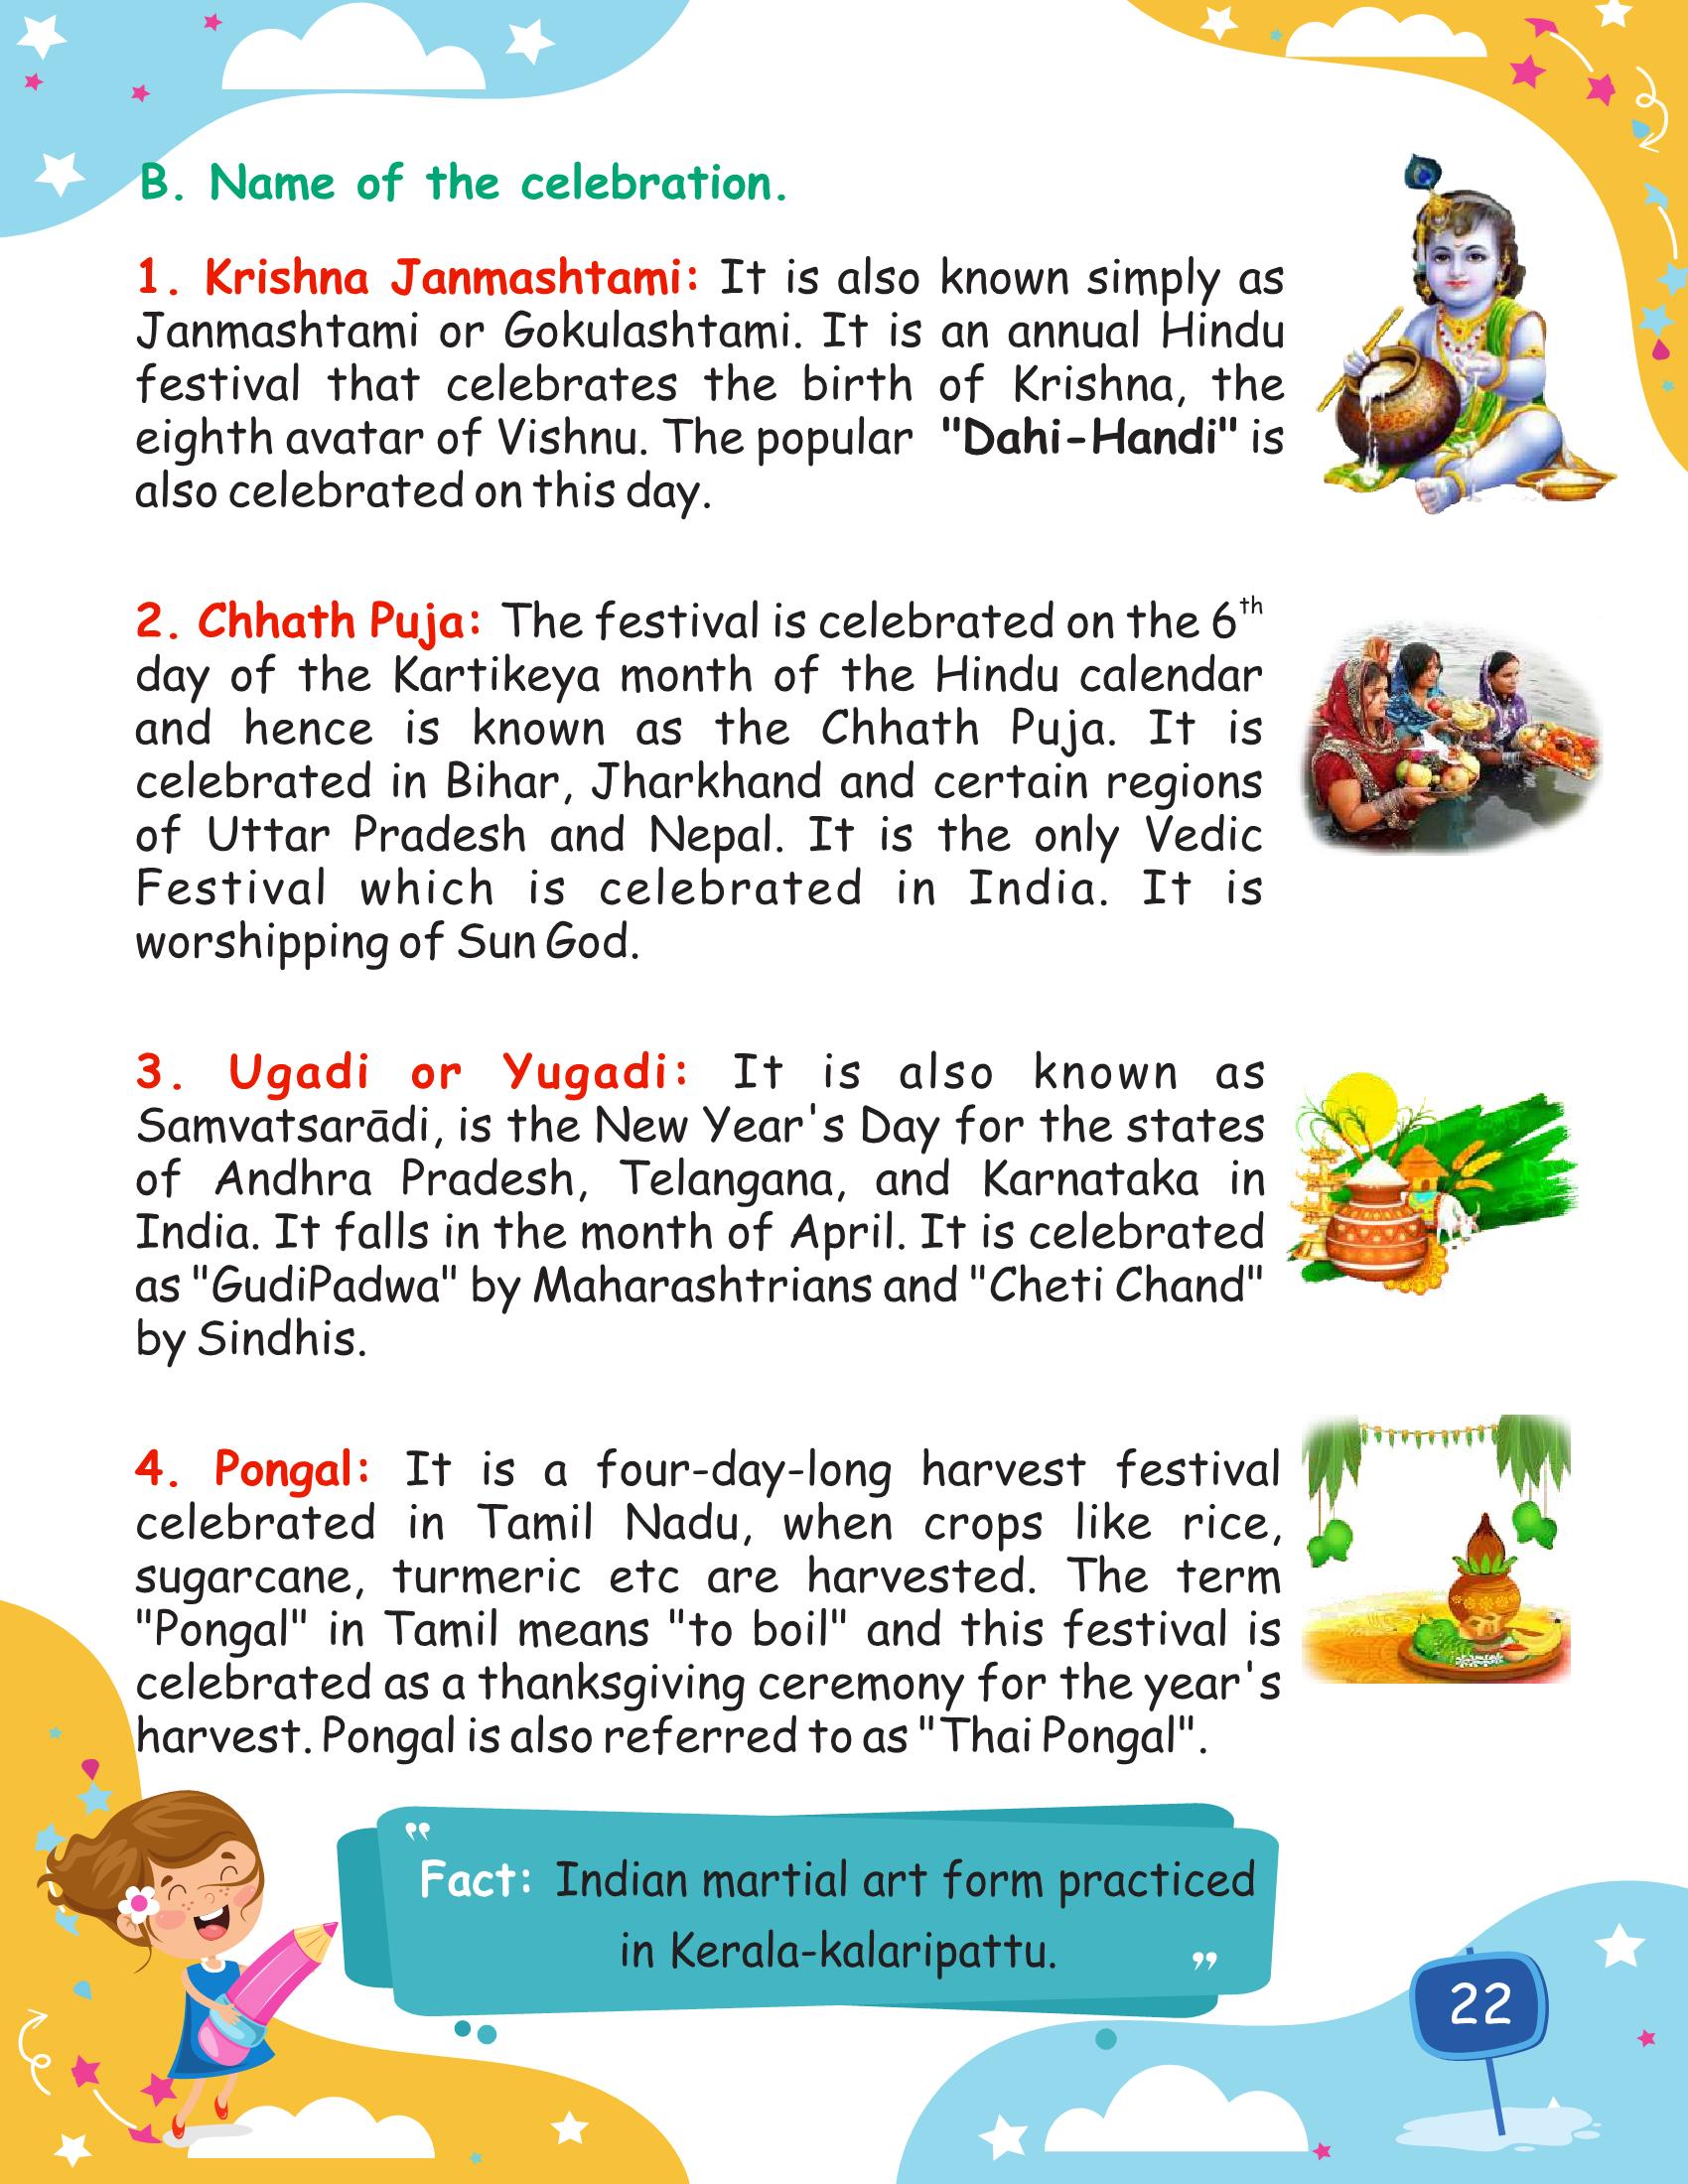 B. Name of the celebration.
1. Krishna Janmashtami: It is also known simply as
Janmashtami or Gokulashtami. It is an annual Hindu
festival that celebrates the birth of Krishna, the
eighth avatar of Vishnu. The popular "Dahi-Handi" is
also celebrated on this day.
2. Chhath Puja: The festival is celebrated on the 6th
day of the Kartikeya month of the Hindu calendar
and hence is known as the Chhath Puja. It is
celebrated in Bihar, Jharkhand and certain regions
of Uttar Pradesh and Nepal. It is the only Vedic
Festival which is celebrated in India. It is
worshipping of Sun God.
3. Ugadi or Yugadi: It is also known as
Samvatsarādi, is the New Year's Day for the states
of Andhra Pradesh, Telangana, and Karnataka in
India. It falls in the month of April. It is celebrated
as "GudiPadwa" by Maharashtrians and "Cheti Chand"
by Sindhis.
4. Pongal: It is a four-day-long harvest festival
celebrated in Tamil Nadu, when crops like rice,
sugarcane, turmeric etc are harvested. The term
"Pongal" in Tamil means "to boil" and this festival is
celebrated as a thanksgiving ceremony for the year's
harvest. Pongal is also referred to as "Thai Pongal".
"
Fact: Indian martial art form practiced
in Kerala-kalaripattu.
"
22